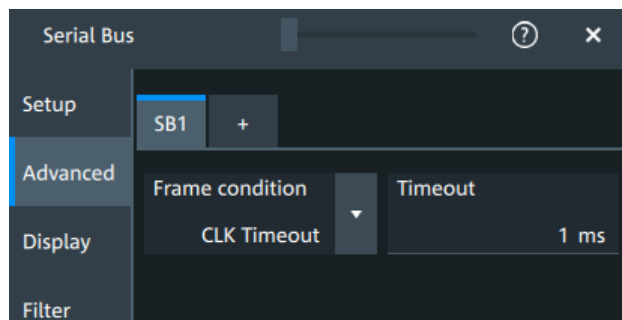 Serial Bus ? ×
Setup
SB1 +
Advanced
Frame condition Timeout
CLK Timeout 1 ms
Display
Filter